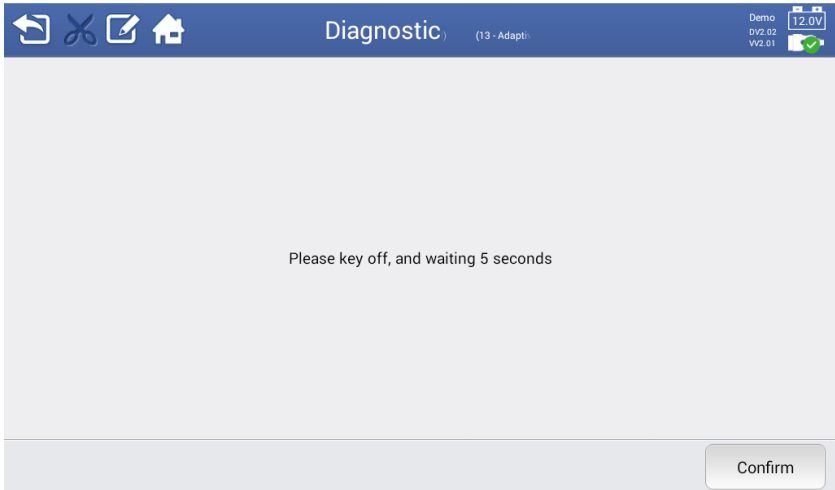 Diagnostic
(13 - Adapti
Demo
DV2.02
VV2.01
12.0V
Please key off, and waiting 5 seconds
Confirm